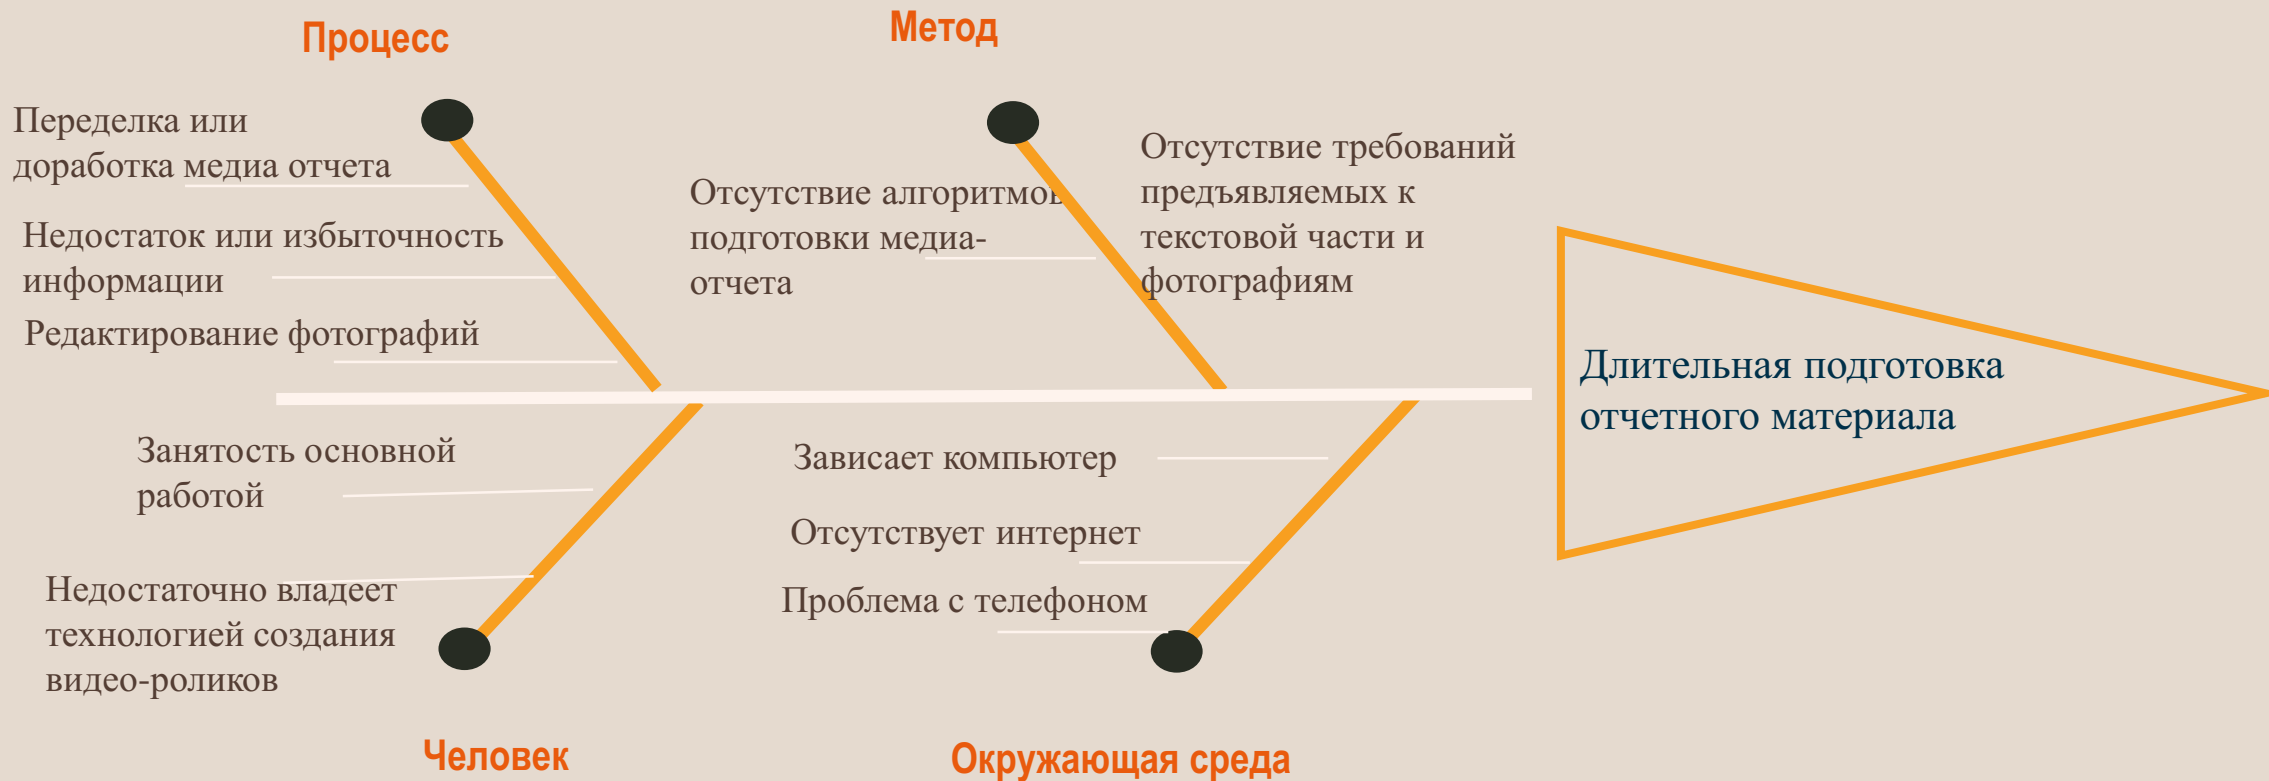 Процесс
Метод
Переделка или
доработка медиа отчета
Недостаток или избыточность
информации
Редактирование фотографий
Отсутствие алгоритмов
подготовки медиа-
отчета
Отсутствие требований
предъявляемых к
текстовой части и
фотографиям
Длительная подготовка
отчетного материала
Занятость основной
работой
Недостаточно владеет
технологией создания
видео-роликов
Зависает компьютер
Отсутствует интернет
Проблема с телефоном
Человек
Окружающая среда